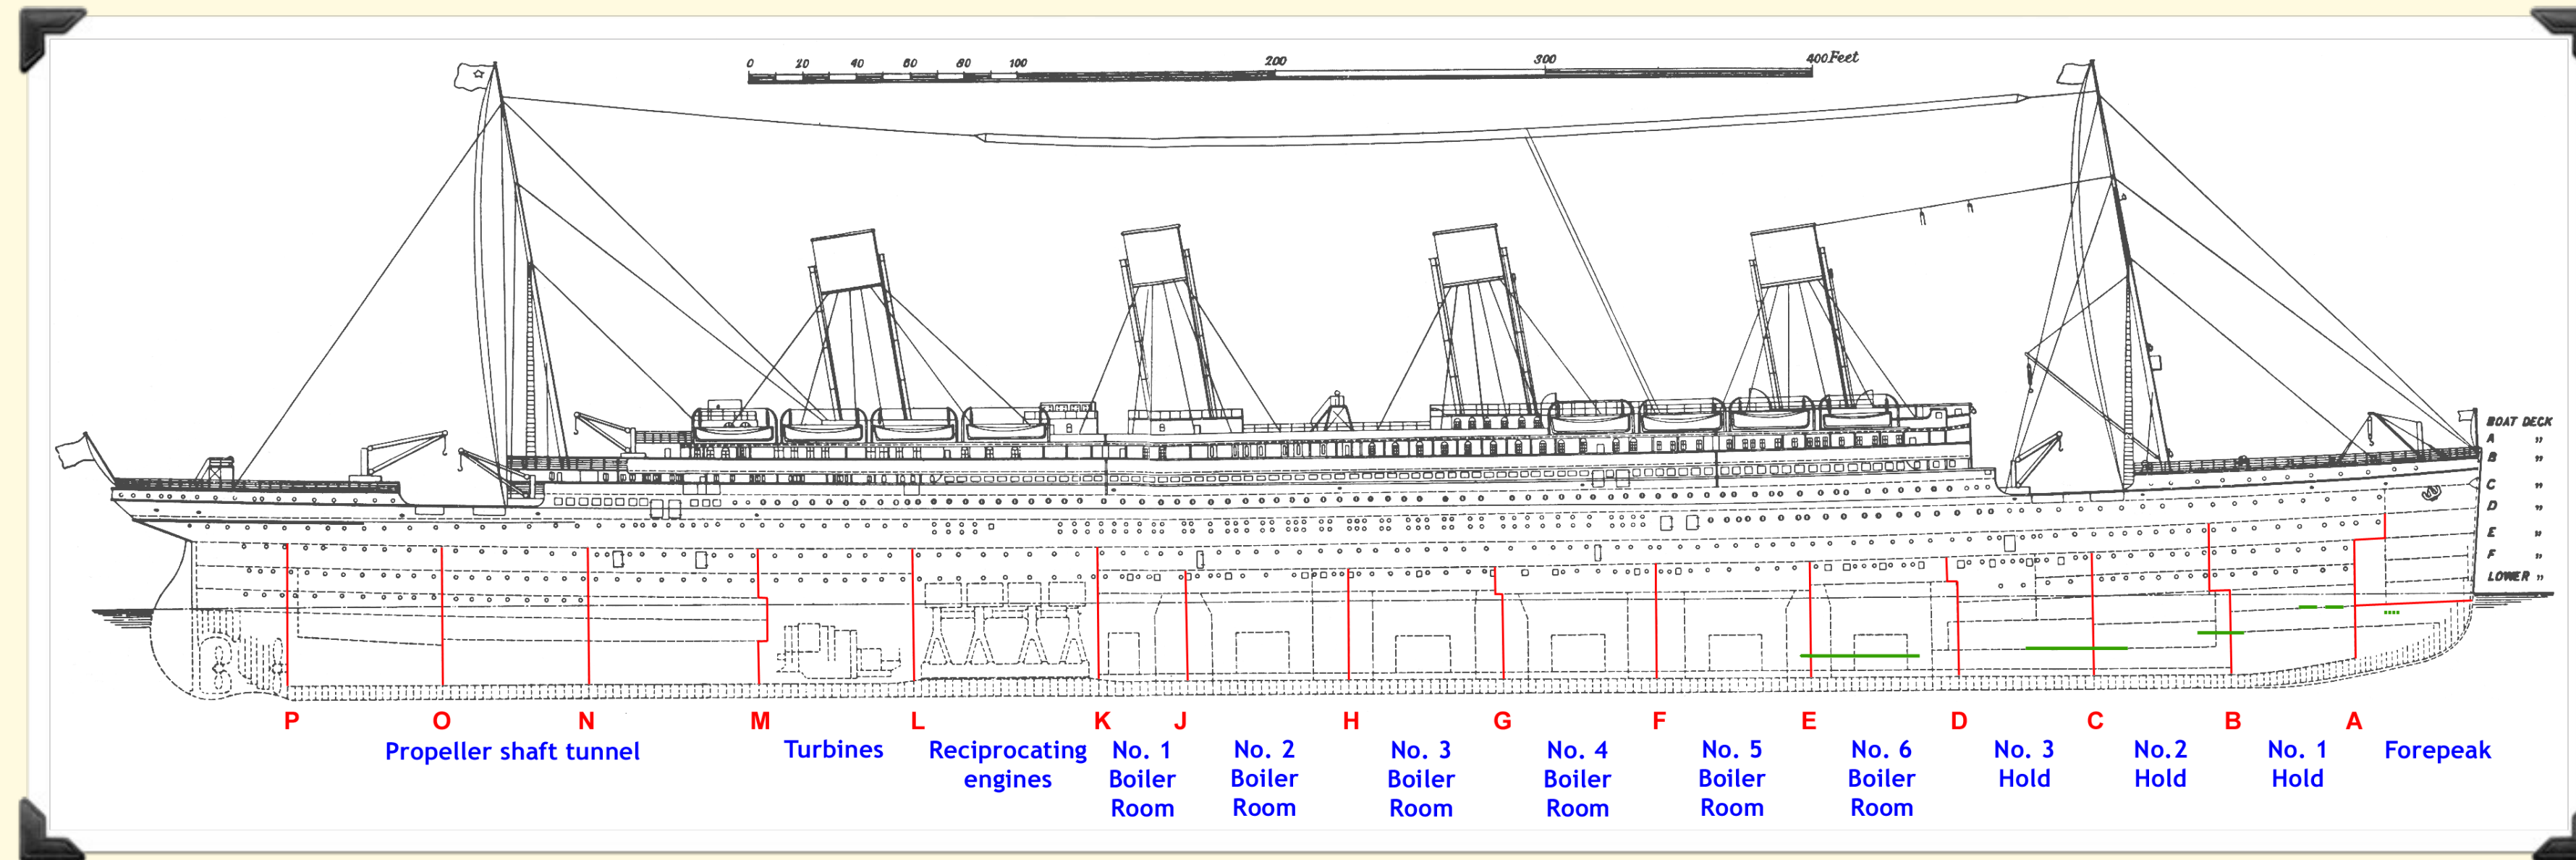 0 20 40 60 80 100 200 300 400 Feet
BOAT DECK
A "
B "
C "
D "
E "
F "
LOWER "
P O N M L K J H G F E D C B A
Propeller shaft tunnel
Turbines
Reciprocating
engines
No. 1
Boiler
Room
No. 2
Boiler
Room
No. 3
Boiler
Room
No. 4
Boiler
Room
No. 5
Boiler
Room
No. 6
Boiler
Room
No. 3
Hold
No.2
Hold
No. 1
Hold
Forepeak